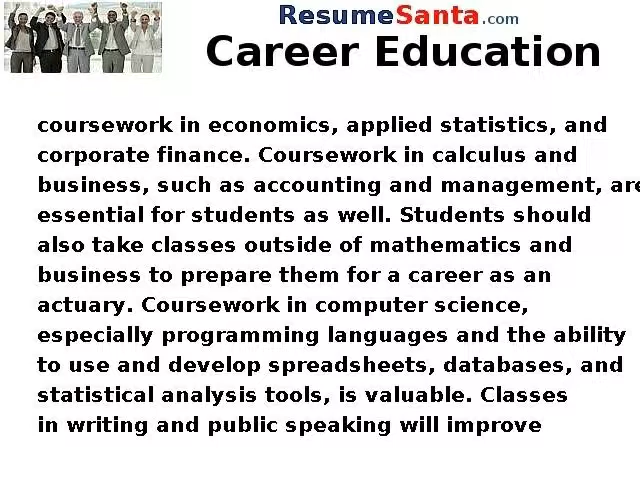 ResumeSanta.com
Career Education
coursework in economics, applied statistics, and
corporate finance. Coursework in calculus and
business, such as accounting and management, are
essential for students as well. Students should
also take classes outside of mathematics and
business to prepare them for a career as an
actuary. Coursework in computer science,
especially programming languages and the ability
to use and develop spreadsheets, databases, and
statistical analysis tools, is valuable. Classes
in writing and public speaking will improve